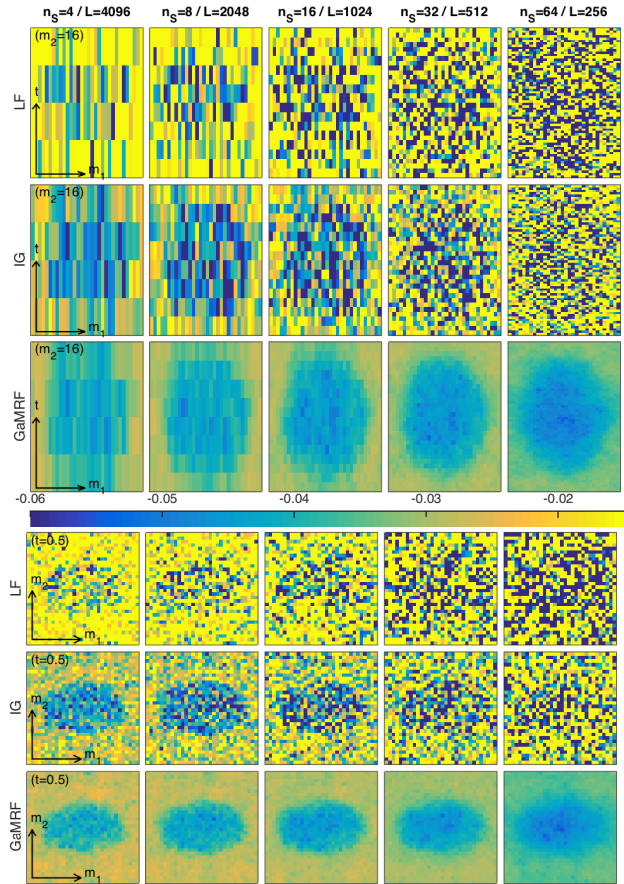 n_S=4 / L=4096 n_S=8 / L=2048 n_S=16 / L=1024 n_S=32 / L=512 n_S=64 / L=256
LF
(m_2=16)
t
m_1
IG
(m_2=16)
t
m_1
GaMRF
(m_2=16)
t
m_1
-0.06 -0.05 -0.04 -0.03 -0.02
LF
(t=0.5)
m_2
m_1
IG
(t=0.5)
m_2
m_1
GaMRF
(t=0.5)
m_2
m_1